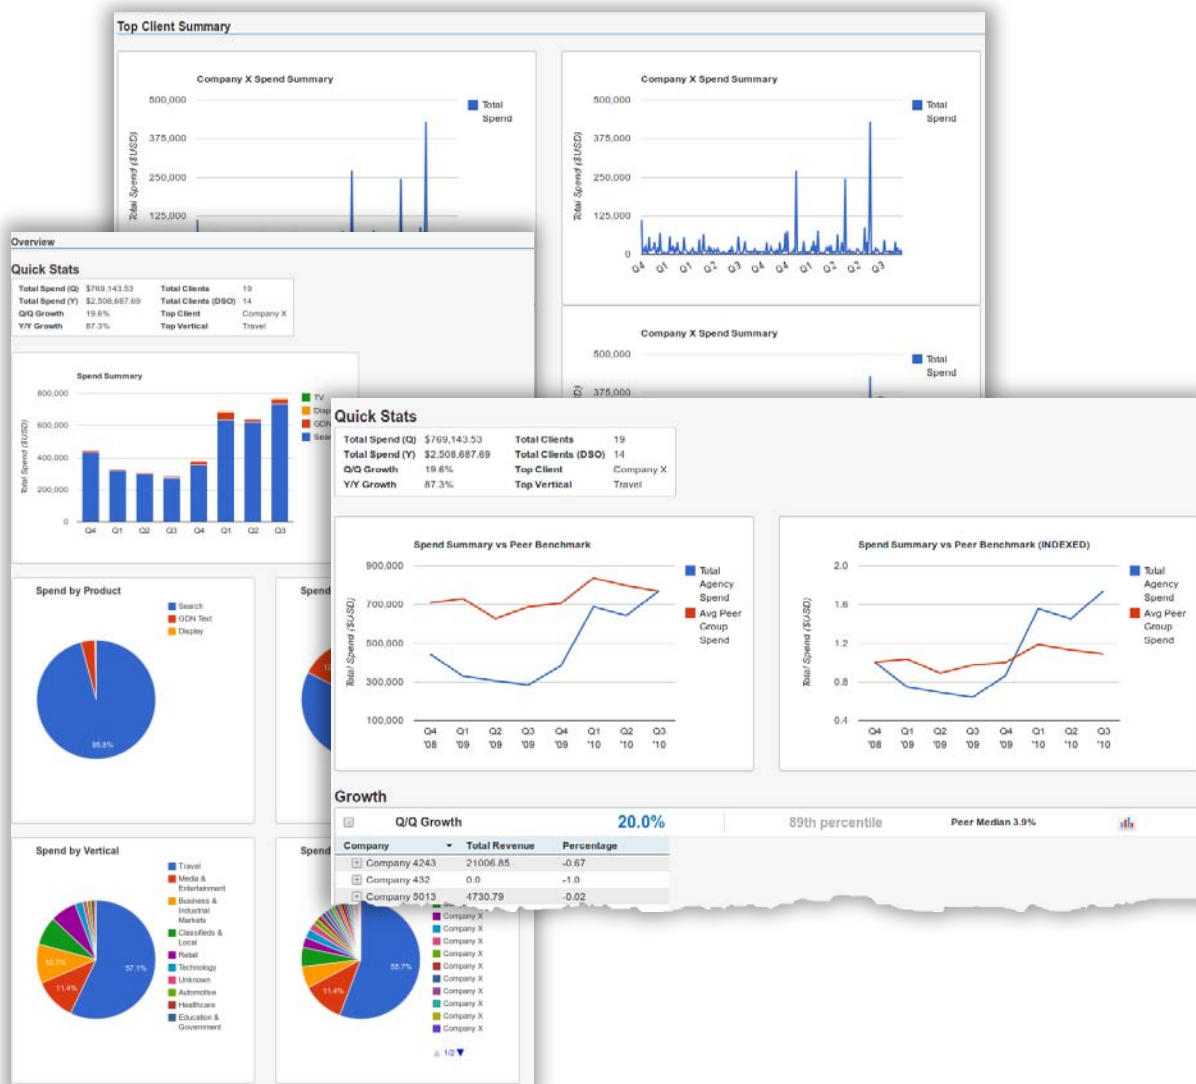 Top Client Summary
Company X Spend Summary
500,000
375,000
250,000
125,000
Total Spend ($USD)
Total
Spend
Company X Spend Summary
500,000
375,000
250,000
125,000
0
Total Spend ($USD)
Q4 Q1 Q1 Q2 Q3 Q4 Q4 Q1 Q2 Q2 Q3
Total
Spend
Company X Spend Summary
500,000
375,000
Total
Spend
Overview
Quick Stats
Total Spend (Q) $769,143.53 Total Clients 19
Total Spend (Y) $2,508,687.69 Total Clients (DSO) 14
Q/Q Growth 19.6% Top Client Company X
Y/Y Growth 87.3% Top Vertical Travel
Spend Summary
800,000
600,000
400,000
200,000
0
Total Spend ($USD)
Q4 Q1 Q2 Q3 Q4 Q1 Q2 Q3
TV
GDN
Spend by Product
Search
GDN Text
Display
95.8%
Spend
Spend by Vertical
Travel
Media &
Entertainment
Business &
Industrial
Markets
Classifieds &
Local
Retail
Technology
Unknown
Automotive
Healthcare
Education &
Government
57.1%
11.4%
10.7%
Spend
55.7%
11.4%
Company X
Company X
Company X
Company X
Company X
Company X
Company X
Company X
Company X
Company X
1/2
Quick Stats
Total Spend (Q) $769,143.53 Total Clients 19
Total Spend (Y) $2,508,687.69 Total Clients (DSO) 14
Q/Q Growth 19.6% Top Client Company X
Y/Y Growth 87.3% Top Vertical Travel
Spend Summary vs Peer Benchmark
900,000
700,000
500,000
300,000
100,000
Total Spend ($USD)
Q4 Q1 Q2 Q3 Q4 Q1 Q2 Q3
'08 '09 '09 '09 '09 '10 '10 '10
Total
Agency
Spend
Avg Peer
Group
Spend
Spend Summary vs Peer Benchmark (INDEXED)
2.0
1.6
1.2
0.8
0.4
Total Spend ($USD)
Q4 Q1 Q2 Q3 Q4 Q1 Q2 Q3
'08 '09 '09 '09 '09 '10 '10 '10
Total
Agency
Spend
Avg Peer
Group
Spend
Growth
Q/Q Growth 20.0% 89th percentile Peer Median 3.9%
Company Total Revenue Percentage
Company 4243 21006.85 -0.67
Company 432 0.0 -1.0
Company 5013 4730.79 -0.02